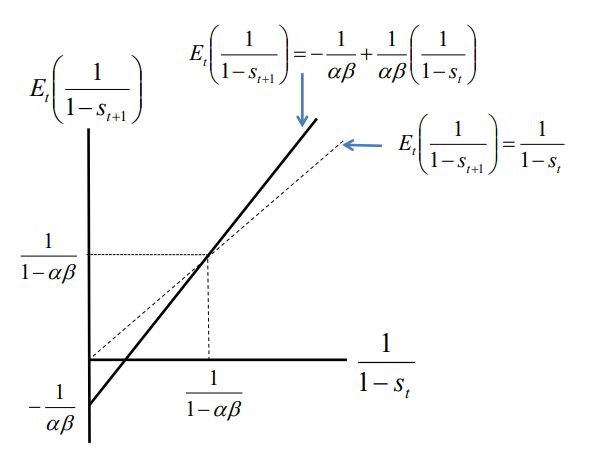 E_t(1/(1−s_{t+1})) = −1/(αβ) + 1/(αβ)(1/(1−s_t))
E_t(1/(1−s_{t+1}))
E_t(1/(1−s_{t+1})) = 1/(1−s_t)
1/(1−αβ)
1/(1−s_t)
1/(1−αβ)
−1/(αβ)